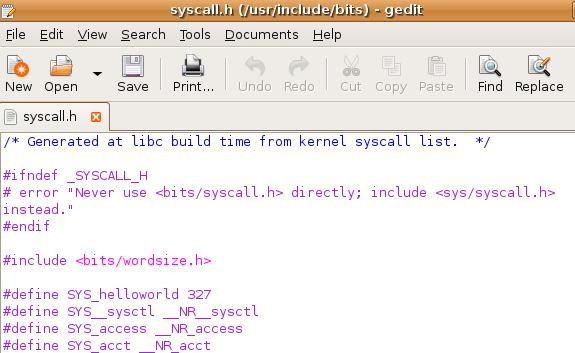 syscall.h (/usr/include/bits) - gedit
File Edit View Search Tools Documents Help
New Open Save Print... Undo Redo Cut Copy Paste Find Replace
syscall.h
/* Generated at libc build time from kernel syscall list.  */
#ifndef _SYSCALL_H
# error "Never use <bits/syscall.h> directly; include <sys/syscall.h>
instead."
#endif
#include <bits/wordsize.h>
#define SYS_helloworld 327
#define SYS__sysctl __NR__sysctl
#define SYS_access __NR_access
#define SYS_acct __NR_acct